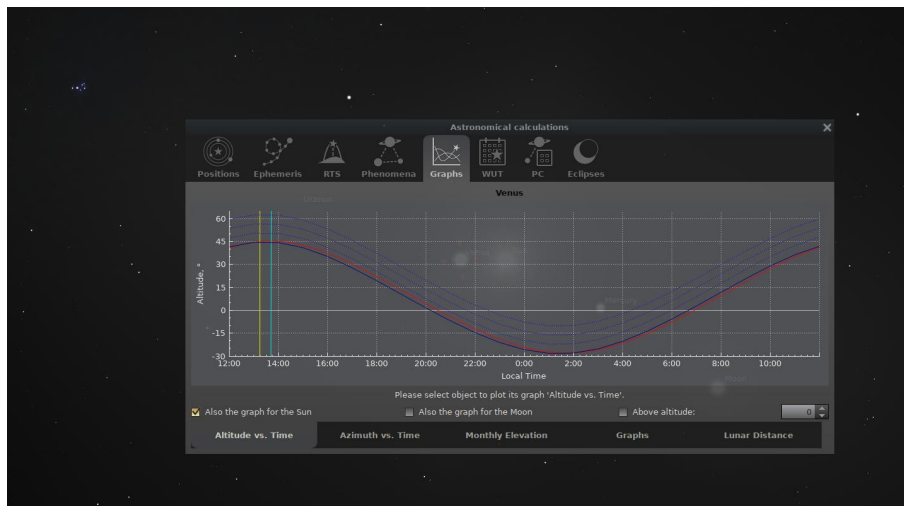 Astronomical calculations
Positions Ephemeris RTS Phenomena Graphs WUT PC Eclipses
Venus
60
45
30
15
0
-15
-30
Altitude, °
12:00 14:00 16:00 18:00 20:00 22:00 0:00 2:00 4:00 6:00 8:00 10:00
Local Time
Mercury
Moon
Please select object to plot its graph 'Altitude vs. Time'.
Also the graph for the Sun Also the graph for the Moon Above altitude: 0
Altitude vs. Time Azimuth vs. Time Monthly Elevation Graphs Lunar Distance